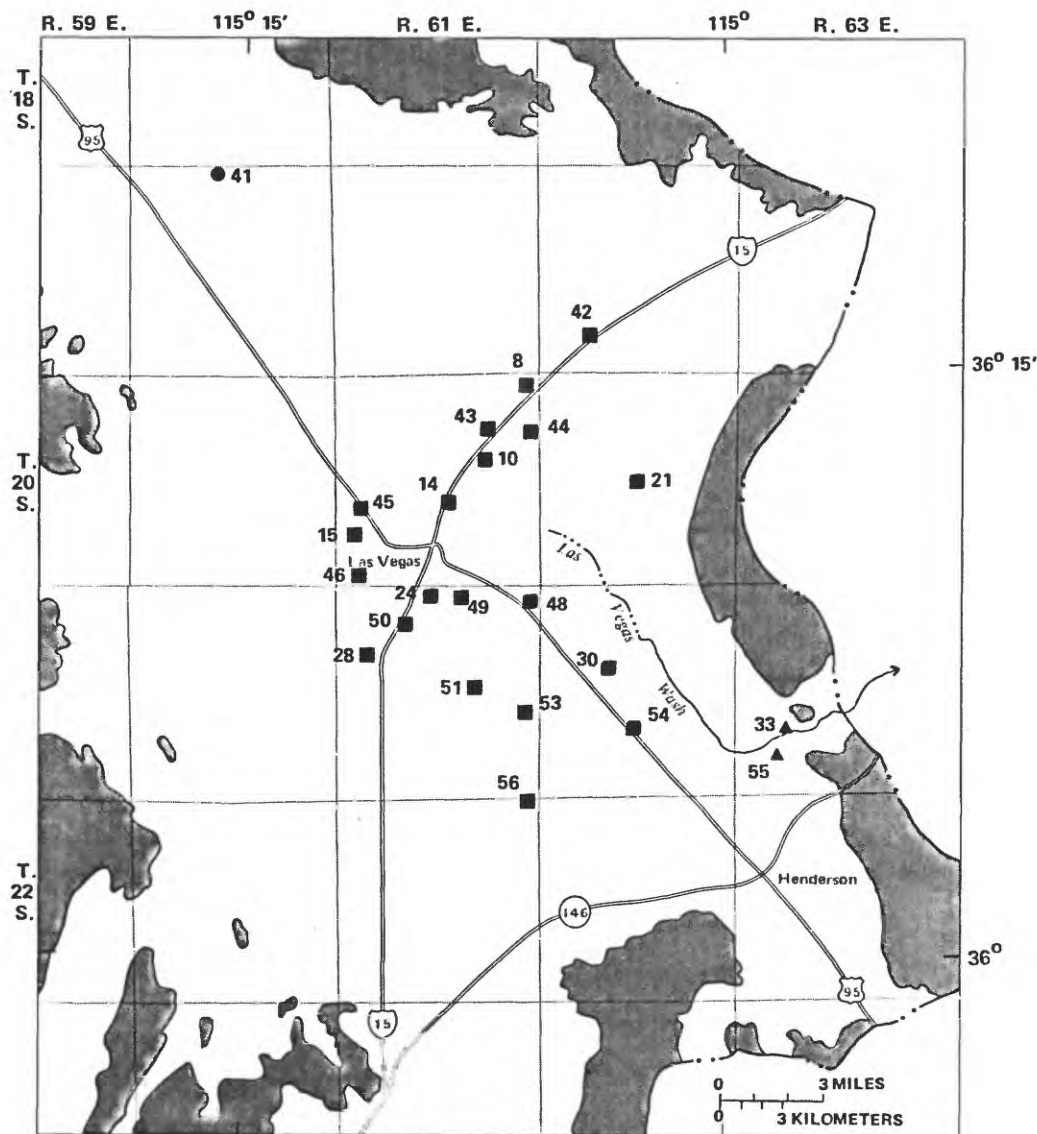 R. 59 E. 115° 15' R. 61 E. 115° R. 63 E.
T.
18
S.
95
41
15
42
36° 15'
8
43
44
10
T.
20
S.
21
14
45
15
Las Vegas
Las
46
24
49
48
Vegas
50
28
30
51
Wash
53
54
33
55
56
T.
22
S.
Henderson
146
36°
95
15
0 3 MILES
0 3 KILOMETERS